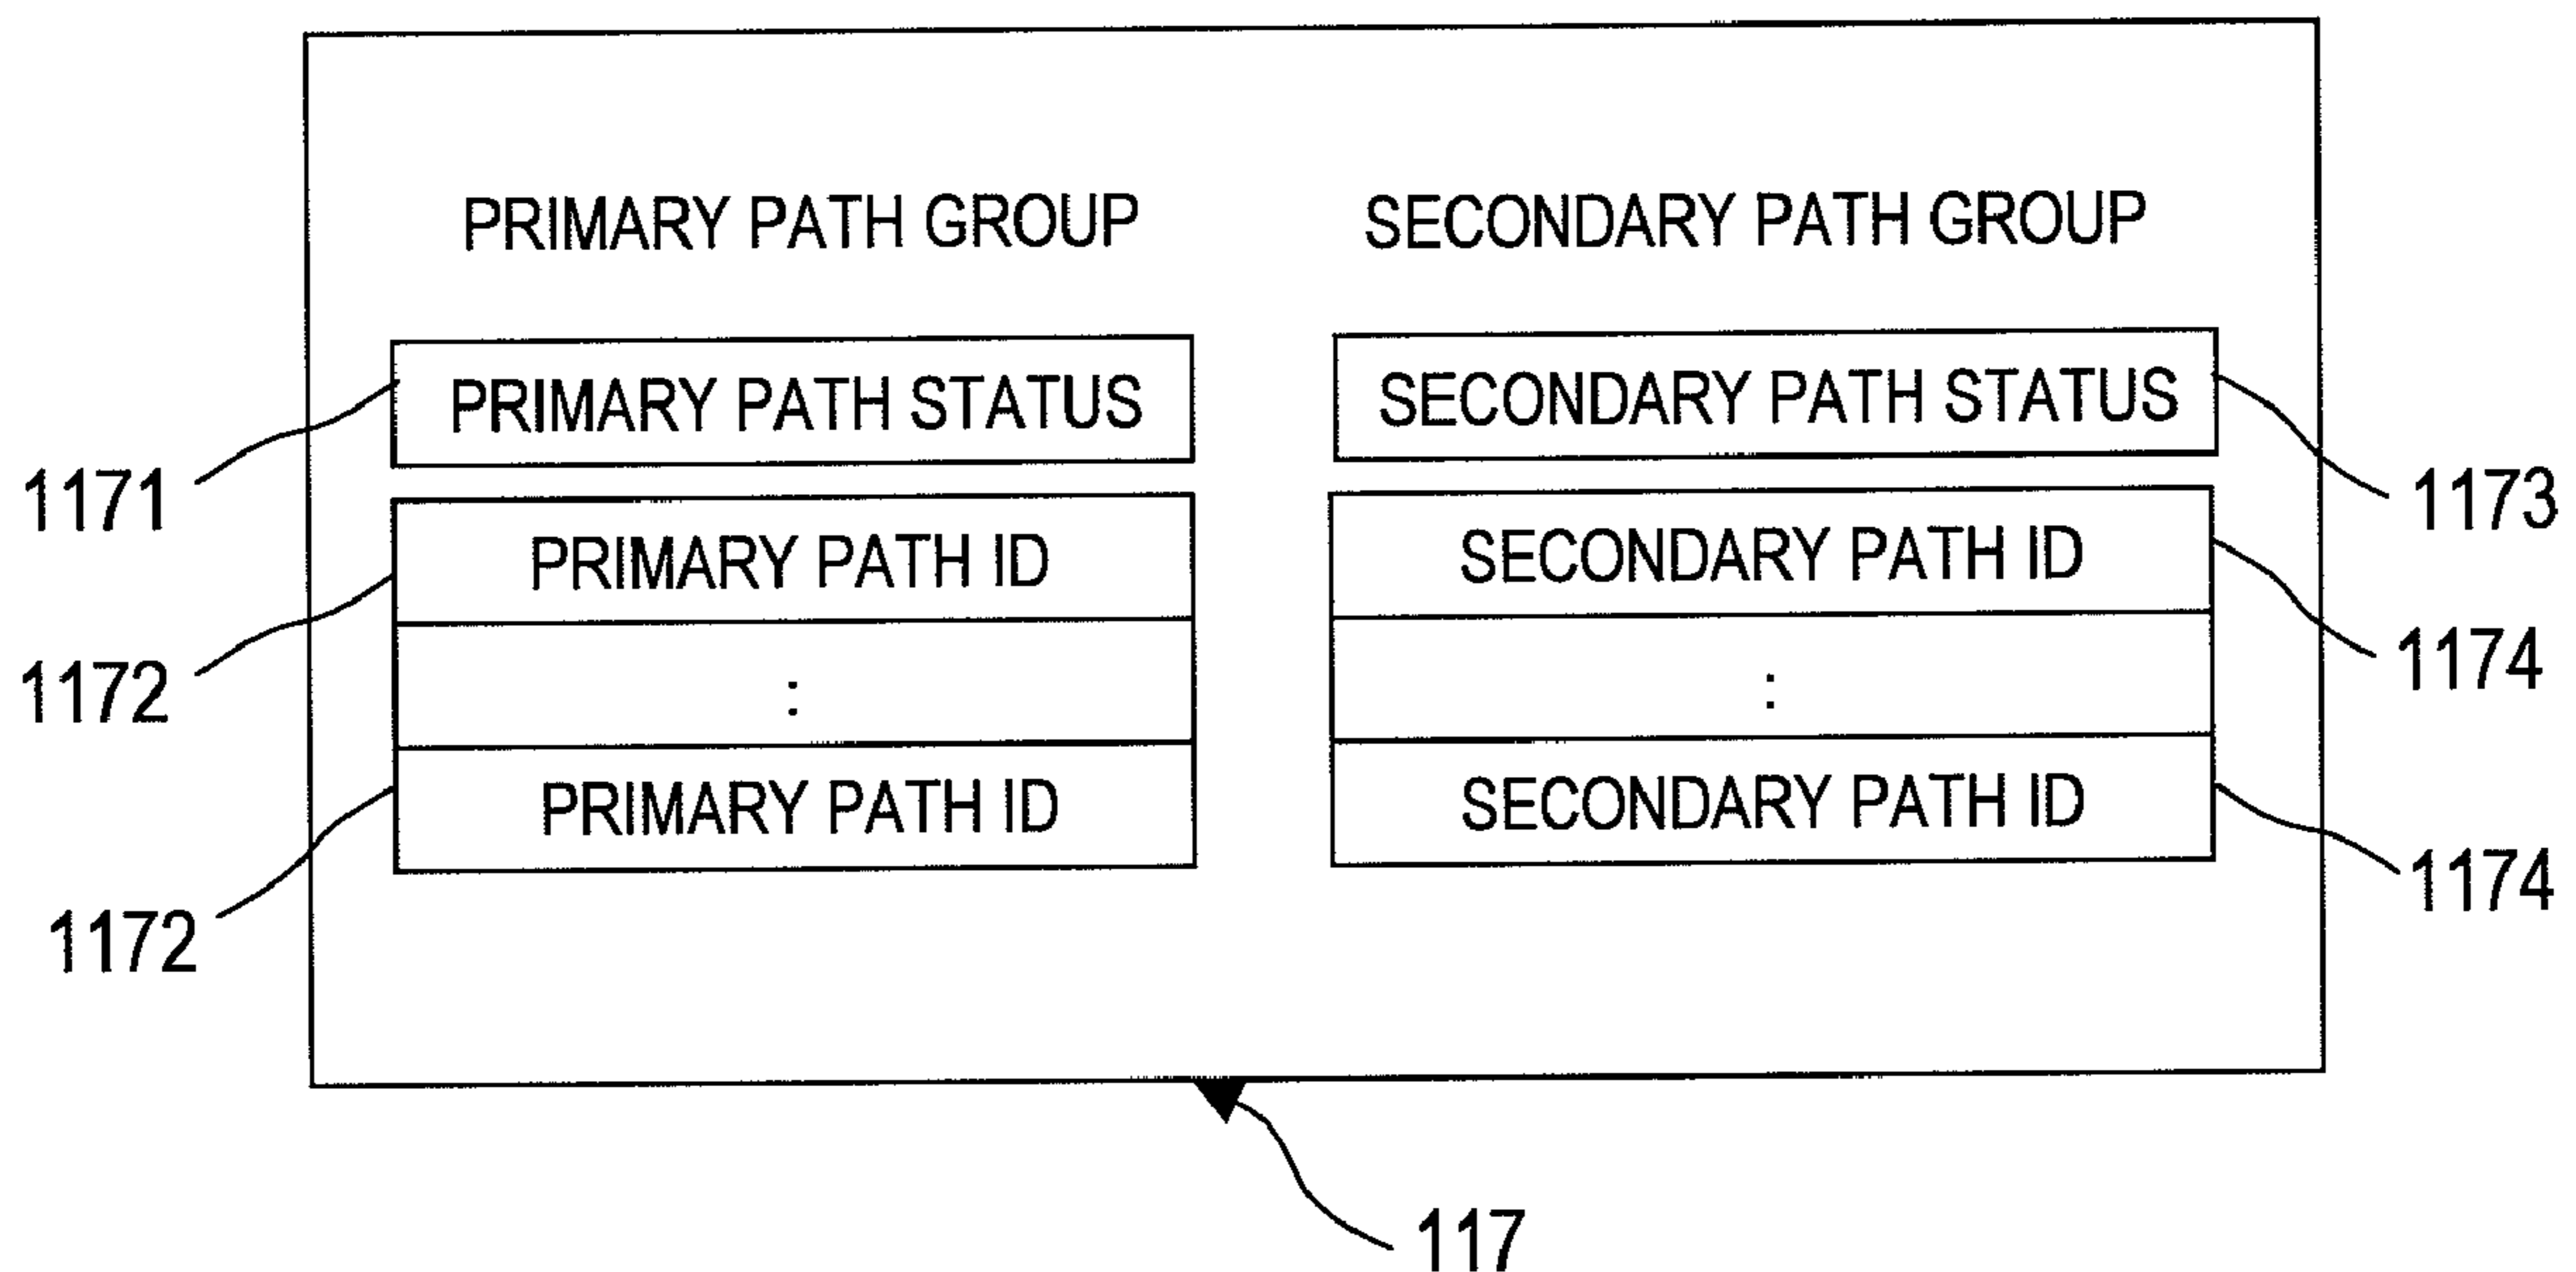 PRIMARY PATH GROUP
SECONDARY PATH GROUP
PRIMARY PATH STATUS
SECONDARY PATH STATUS
1171
1173
PRIMARY PATH ID
SECONDARY PATH ID
1172
1174
:
:
PRIMARY PATH ID
SECONDARY PATH ID
1172
1174
117